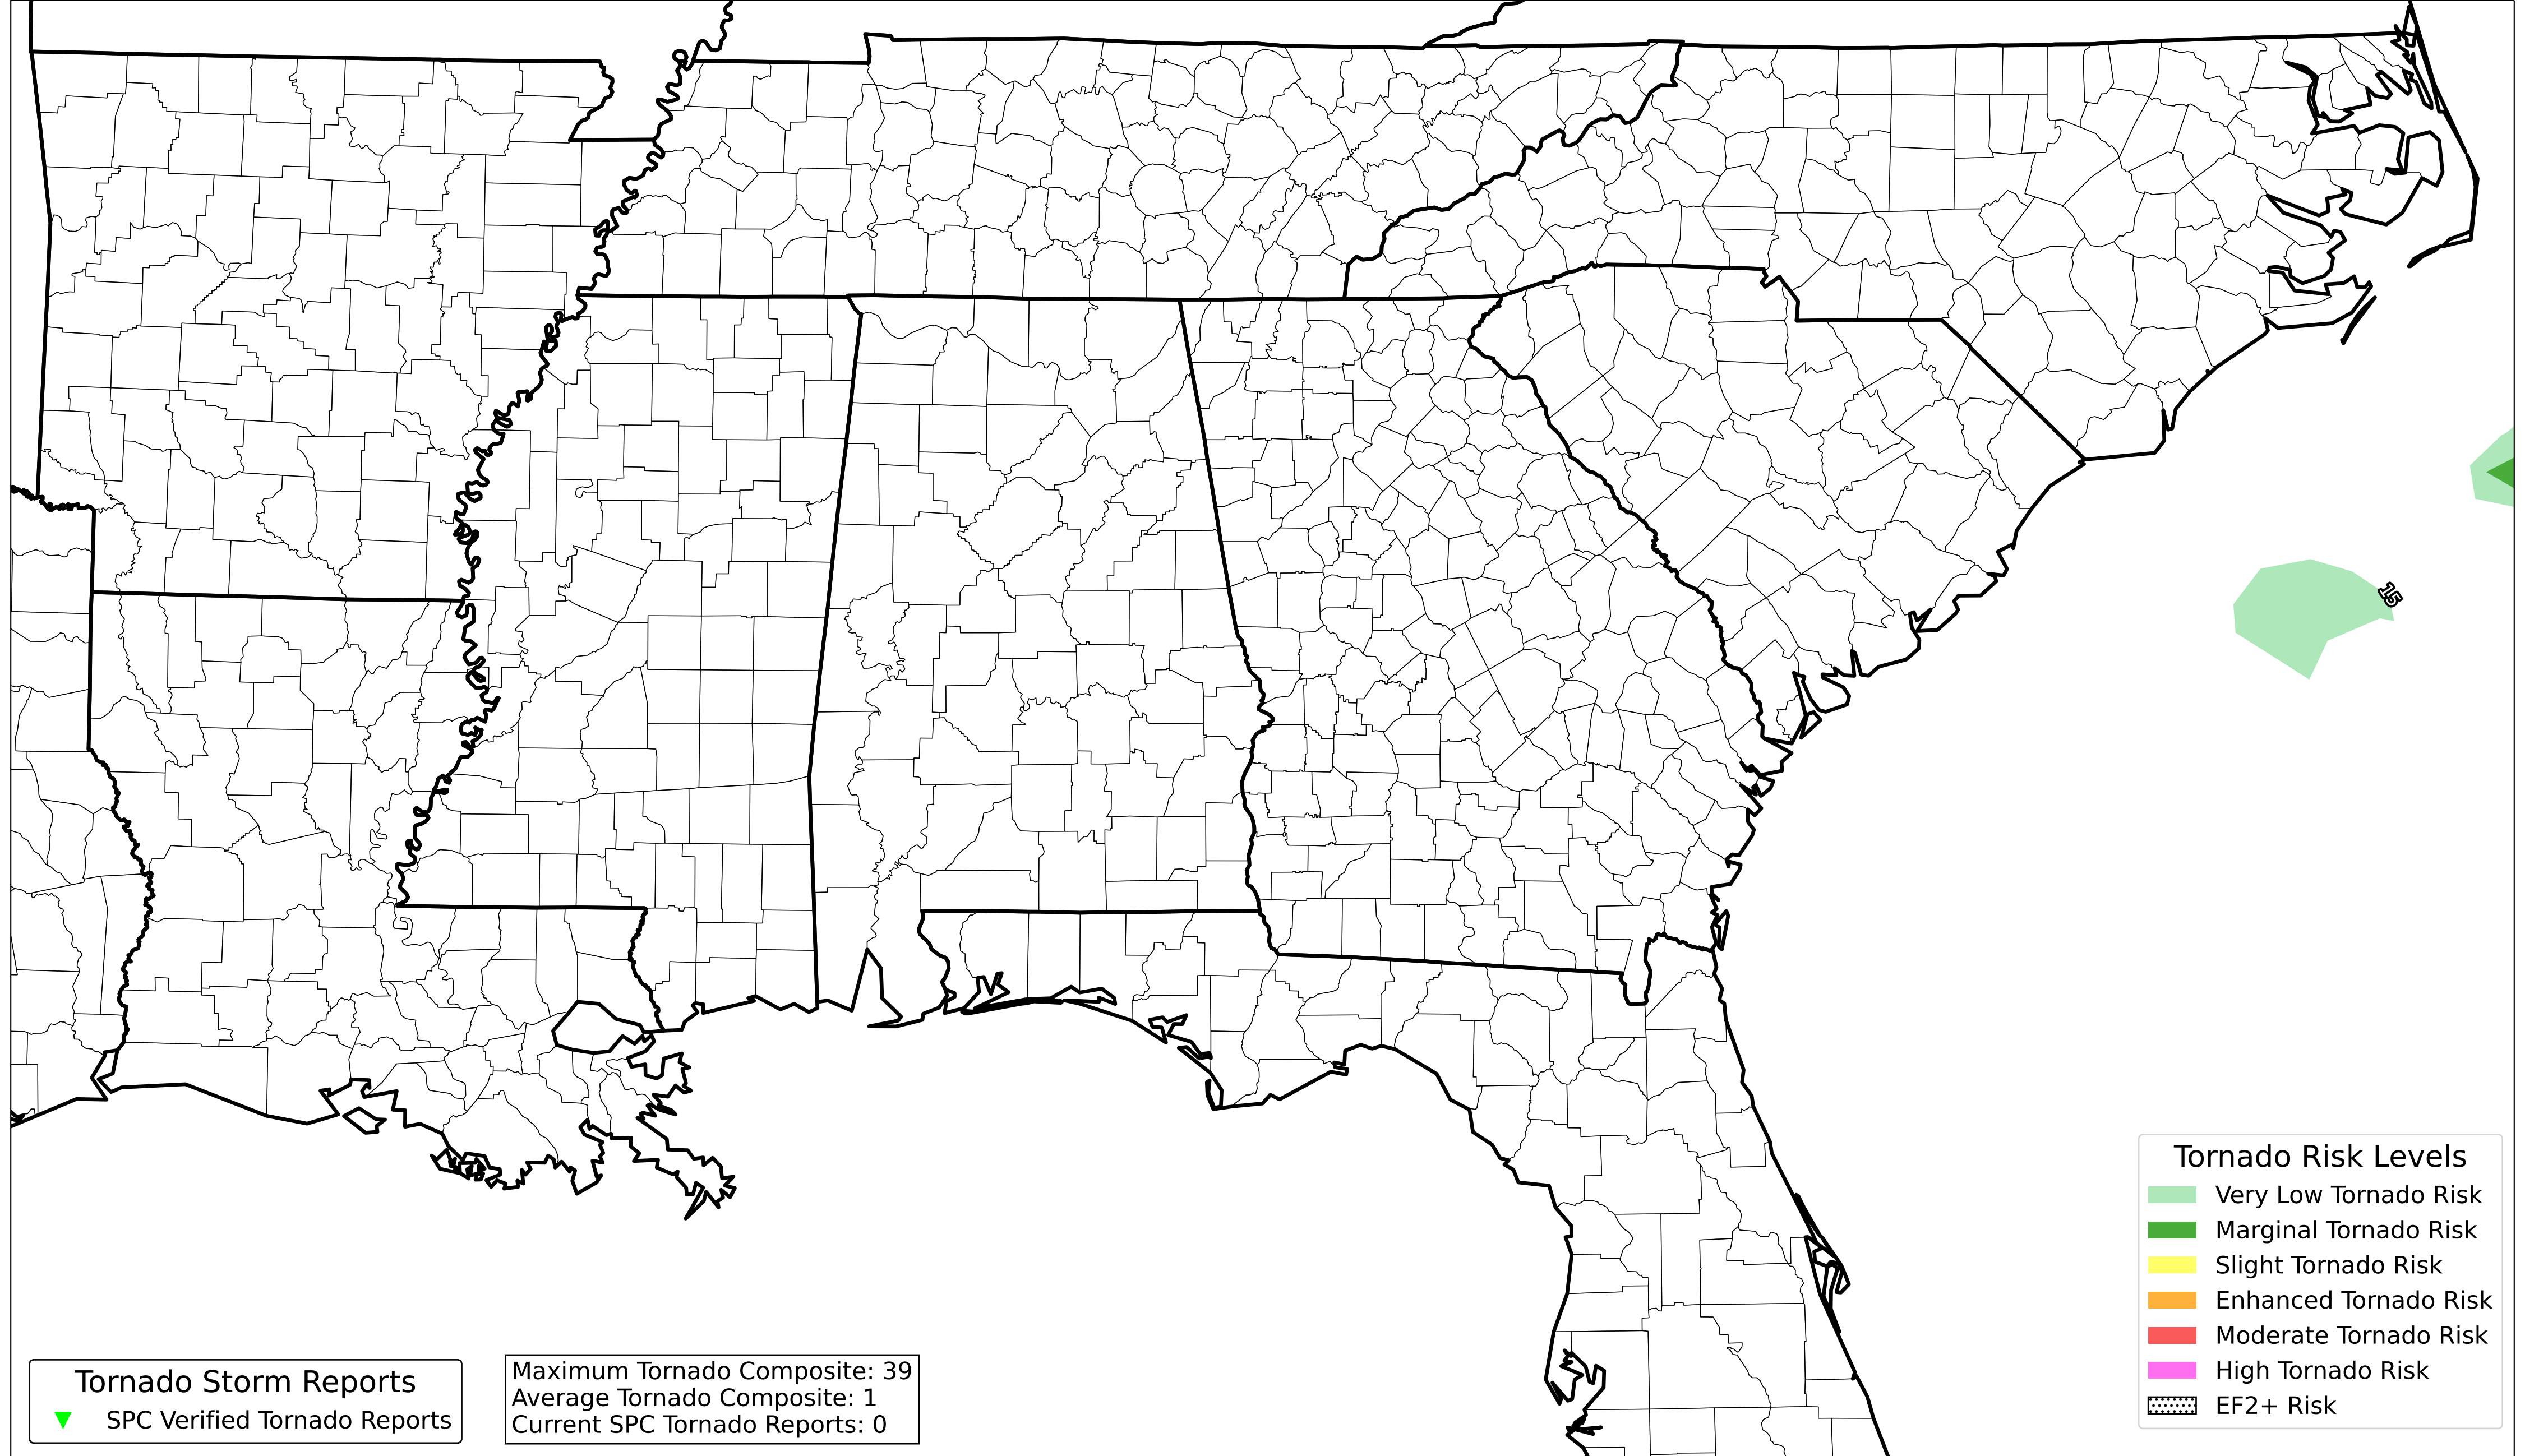 15
Tornado Risk Levels
Very Low Tornado Risk
Marginal Tornado Risk
Slight Tornado Risk
Enhanced Tornado Risk
Moderate Tornado Risk
High Tornado Risk
EF2+ Risk
Tornado Storm Reports
SPC Verified Tornado Reports
Maximum Tornado Composite: 39
Average Tornado Composite: 1
Current SPC Tornado Reports: 0